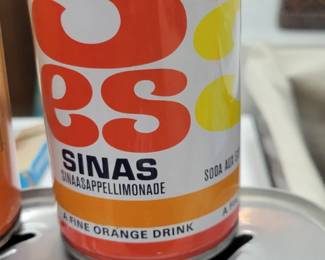 es
SINAS
SINAASAPPELLIMONADE
SODA AUX
A FINE ORANGE DRINK
A